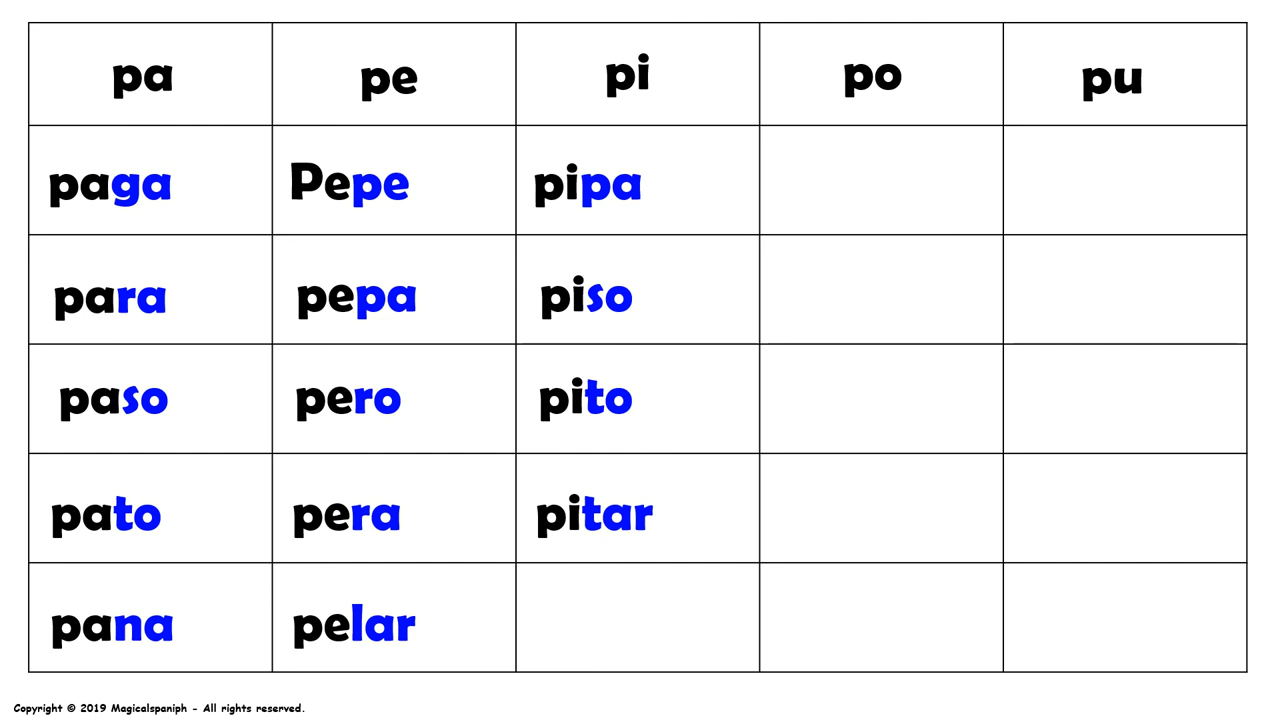 pa pe pi po pu
paga Pepe pipa
para pepa piso
paso pero pito
pato pera pitar
pana pelar
Copyright © 2019 Magicalspaniph - All rights reserved.